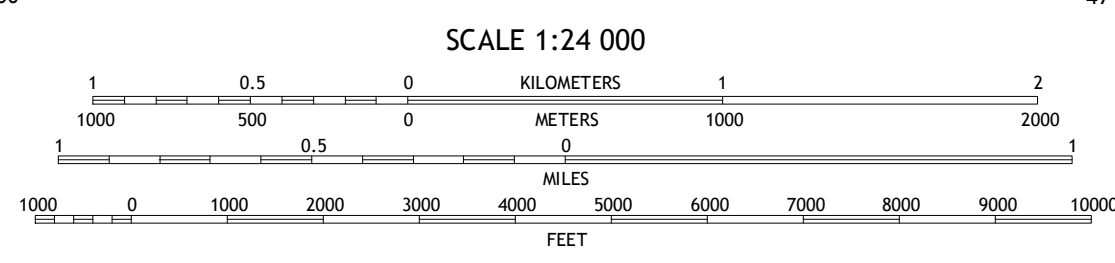 SCALE 1:24 000
1 0.5 0 KILOMETERS 1 2
1000 500 0 METERS 1000 2000
1 0.5 0 1
MILES
1000 0 1000 2000 3000 4000 5000 6000 7000 8000 9000 10000
FEET